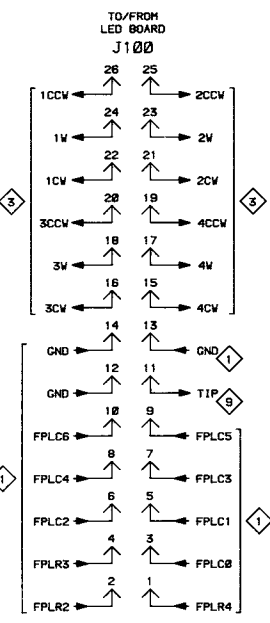 TO/FROM
LED BOARD
J100
26 25
1CCW 2CCW
24 23
1W 2W
22 21
1CW 2CW
3 20 19 3
3CCW 4CCW
18 17
3W 4W
16 15
3CW 4CW
14 13
GND GND 1
12 11
GND TIP 9
10 9
FPLC6 FPLC5
8 7
1 FPLC4 FPLC3
6 5
FPLC2 FPLC1 1
4 3
FPLR3 FPLC0
2 1
FPLR2 FPLR4